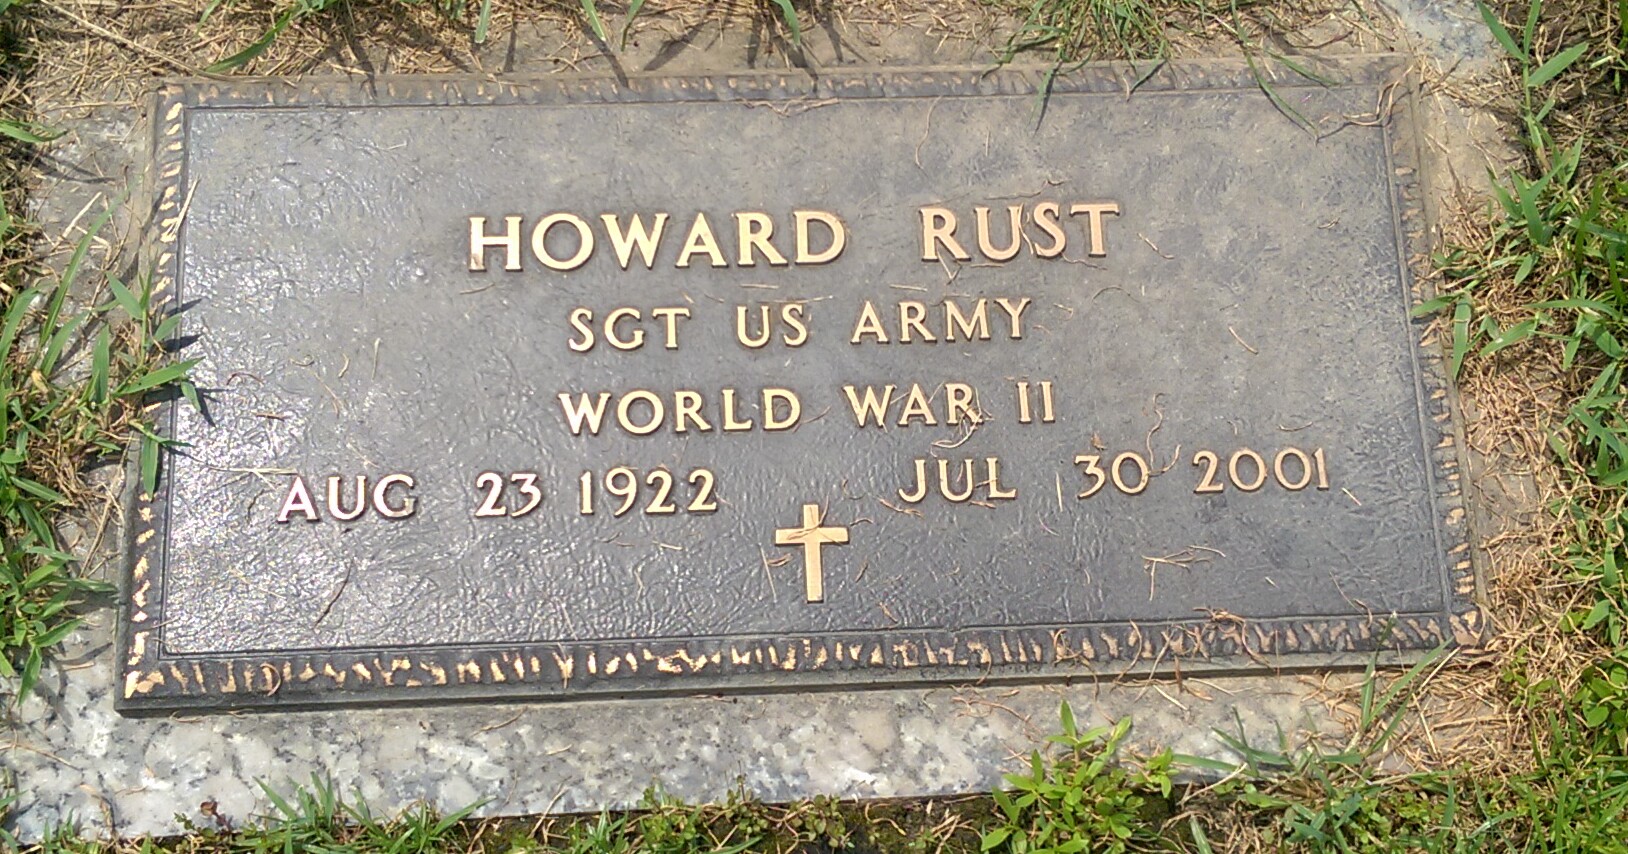 HOWARD RUST
SGT US ARMY
WORLD WAR II
AUG 23 1922 JUL 30 2001